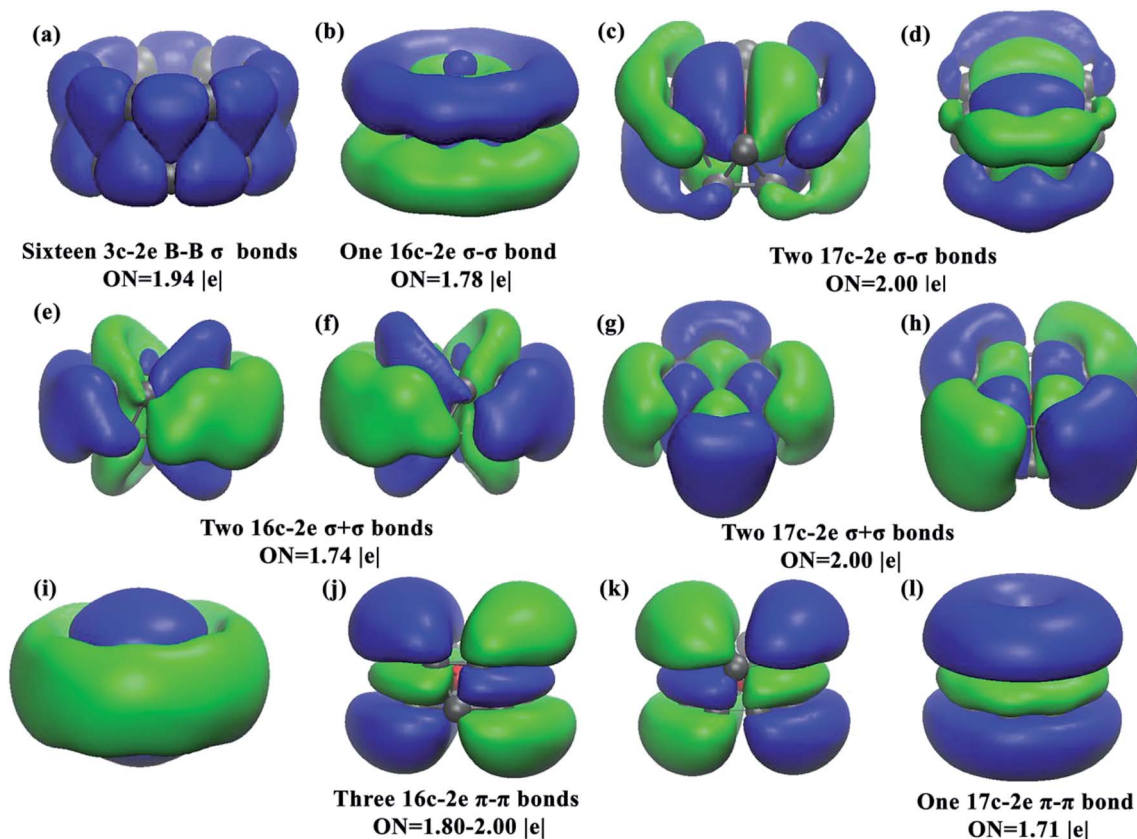 (a)
(b)
(c)
(d)
Sixteen 3c-2e B-B σ bonds
ON=1.94 |e|
One 16c-2e σ-σ bond
ON=1.78 |e|
Two 17c-2e σ-σ bonds
ON=2.00 |e|
(e)
(f)
(g)
(h)
Two 16c-2e σ+σ bonds
ON=1.74 |e|
Two 17c-2e σ+σ bonds
ON=2.00 |e|
(i)
(j)
(k)
(l)
Three 16c-2e π-π bonds
ON=1.80-2.00 |e|
One 17c-2e π-π bond
ON=1.71 |e|